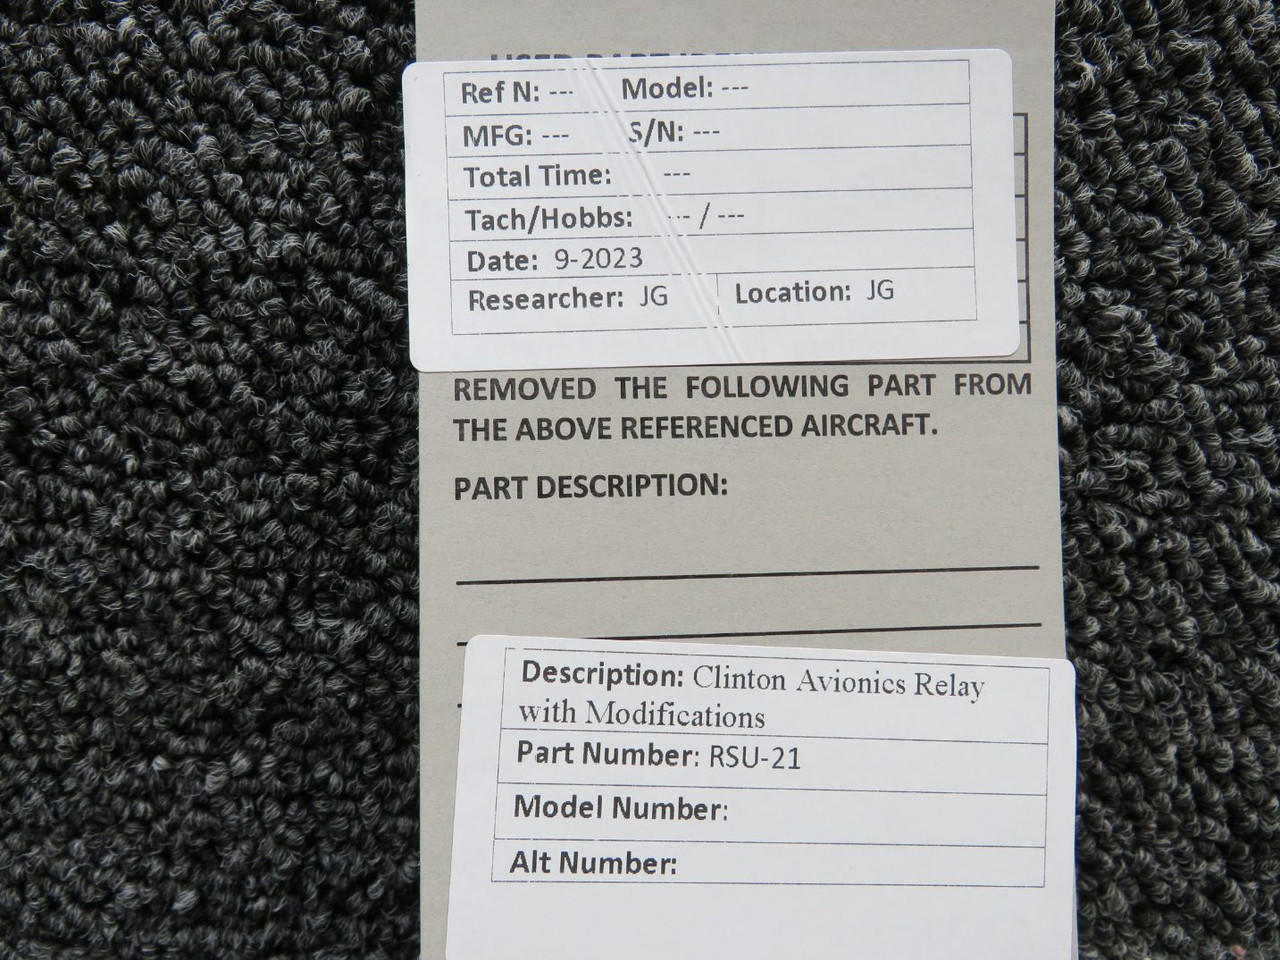 Ref N: --- Model: ---
MFG: --- S/N: ---
Total Time: ---
Tach/Hobbs: --- / ---
Date: 9-2023
Researcher: JG Location: JG
REMOVED THE FOLLOWING PART FROM
THE ABOVE REFERENCED AIRCRAFT.
PART DESCRIPTION:
Description: Clinton Avionics Relay
with Modifications
Part Number: RSU-21
Model Number:
Alt Number: